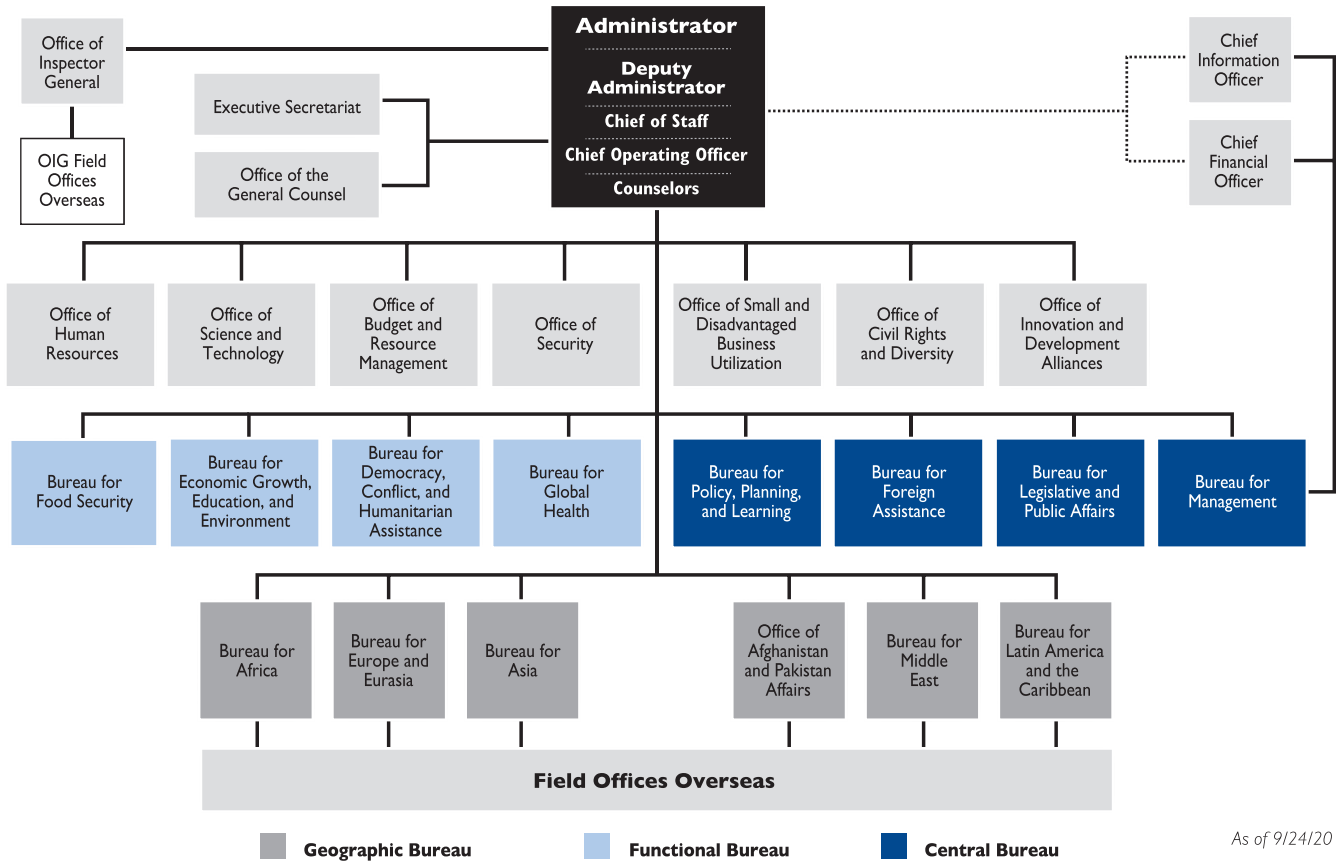 Administrator
Deputy
Administrator
Chief of Staff
Chief Operating Officer
Counselors
Office of
Inspector
General
OIG Field
Offices
Overseas
Executive Secretariat
Office of the
General Counsel
Chief
Information
Officer
Chief
Financial
Officer
Office of
Human
Resources
Office of
Science and
Technology
Office of
Budget and
Resource
Management
Office of
Security
Office of Small and
Disadvantaged
Business
Utilization
Office of
Civil Rights
and Diversity
Office of
Innovation and
Development
Alliances
Bureau for
Food Security
Bureau for
Economic Growth,
Education, and
Environment
Bureau for
Democracy,
Conflict, and
Humanitarian
Assistance
Bureau for
Global
Health
Bureau for
Policy, Planning,
and Learning
Bureau for
Foreign
Assistance
Bureau for
Legislative and
Public Affairs
Bureau for
Management
Bureau for
Africa
Bureau for
Europe and
Eurasia
Bureau for
Asia
Office of
Afghanistan
and Pakistan
Affairs
Bureau for
Middle
East
Bureau for
Latin America
and the
Caribbean
Field Offices Overseas
Geographic Bureau
Functional Bureau
Central Bureau
As of 9/24/20